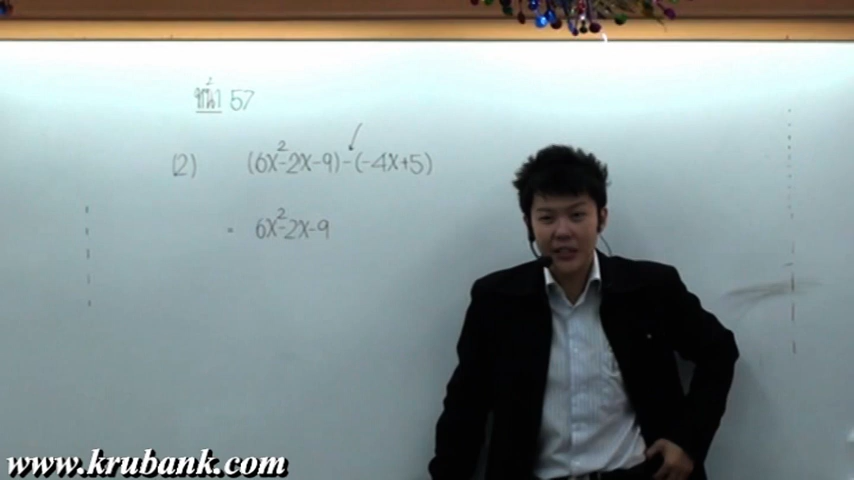 หน้า 57
(2) (6x²-2x-9)-(-4x+5)
= 6x²-2x-9
www.krubank.com